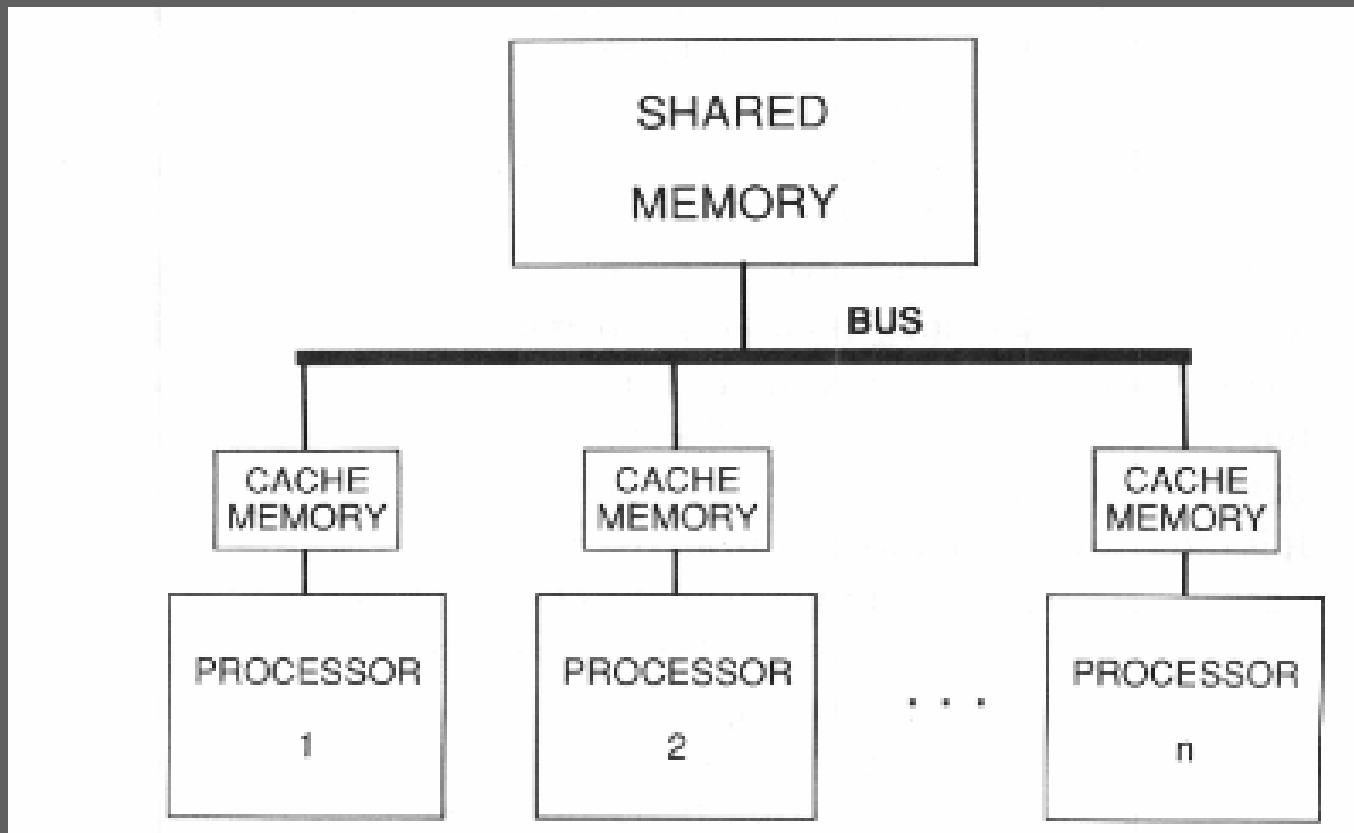 SHARED
MEMORY
BUS
CACHE
MEMORY
CACHE
MEMORY
CACHE
MEMORY
PROCESSOR
1
PROCESSOR
2
. . .
PROCESSOR
n